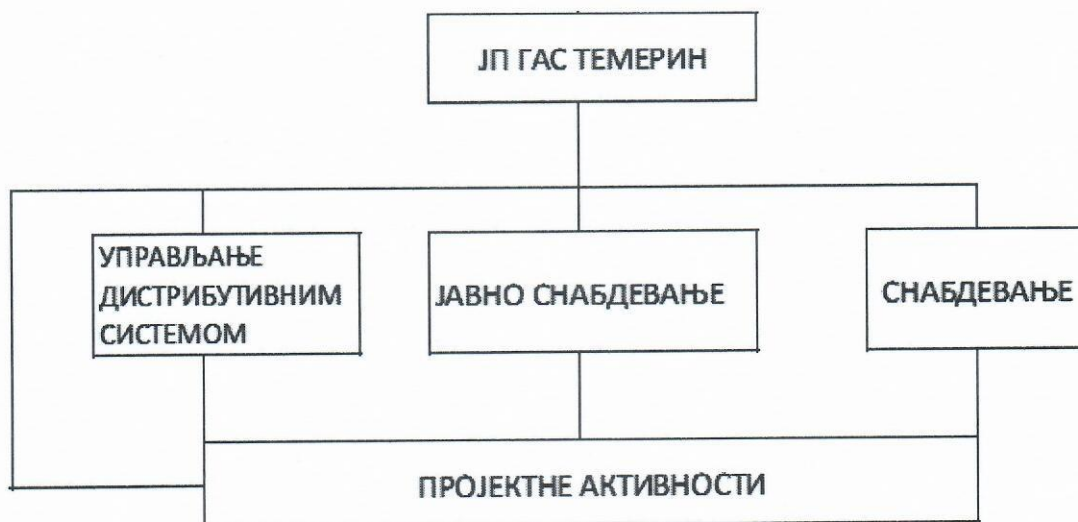 ЈП ГАС ТЕМЕРИН
УПРАВЉАЊЕ
ДИСТРИБУТИВНИМ
СИСТЕМОМ
ЈАВНО СНАБДЕВАЊЕ
СНАБДЕВАЊЕ
ПРОЈЕКТНЕ АКТИВНОСТИ